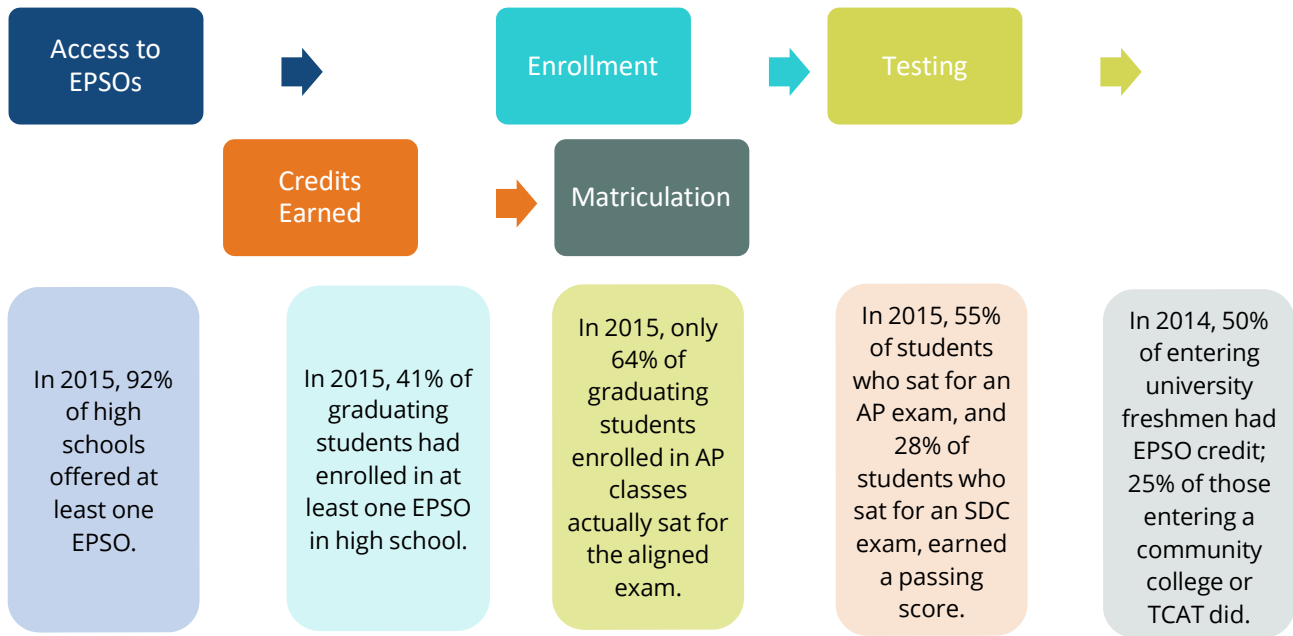 Access to
EPSOs
Enrollment
Testing
Credits
Earned
Matriculation
In 2015, 92%
of high
schools
offered at
least one
EPSO.
In 2015, 41% of
graduating
students had
enrolled in at
least one EPSO
in high school.
In 2015, only
64% of
graduating
students
enrolled in AP
classes
actually sat for
the aligned
exam.
In 2015, 55%
of students
who sat for an
AP exam, and
28% of
students who
sat for an SDC
exam, earned
a passing
score.
In 2014, 50%
of entering
university
freshmen had
EPSO credit;
25% of those
entering a
community
college or
TCAT did.